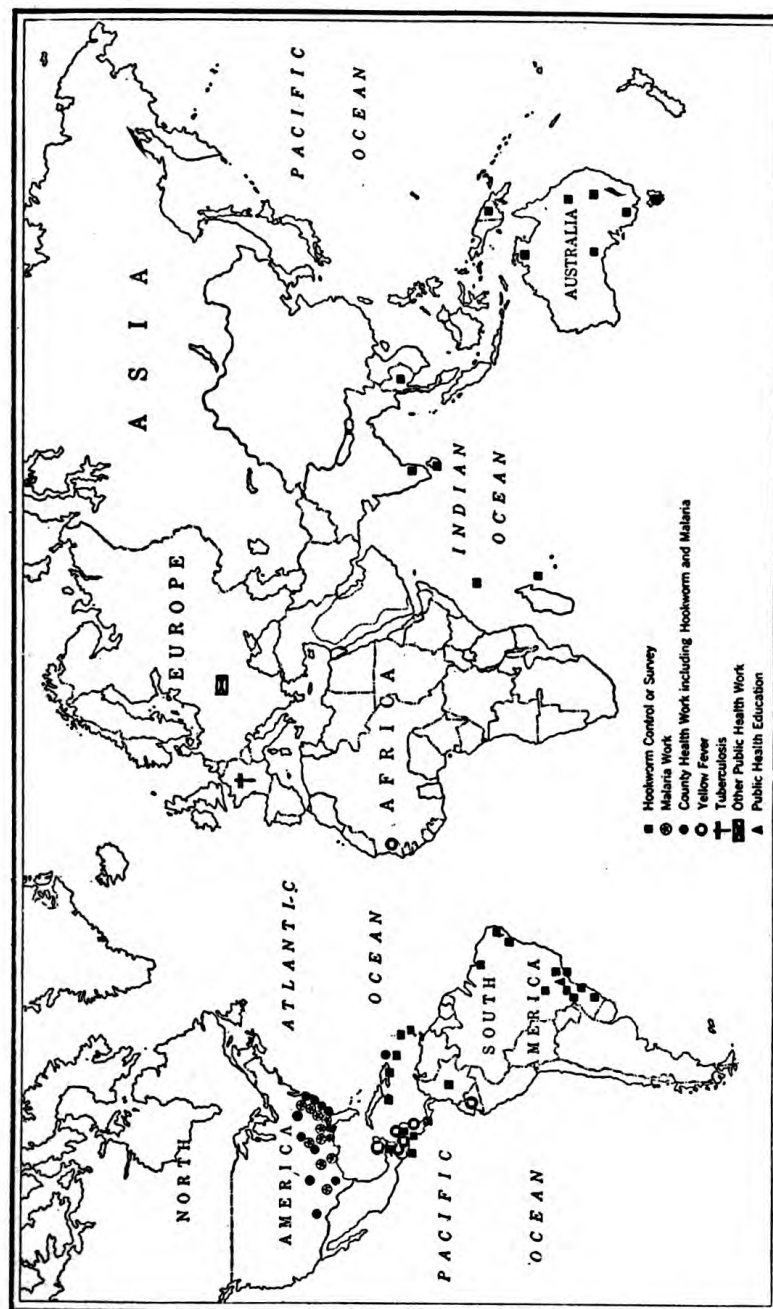 NORTH
AMERICA
ATLANTIC
OCEAN
PACIFIC
OCEAN
SOUTH
MERICA
EUROPE
AFRICA
ASIA
INDIAN
OCEAN
PACIFIC
OCEAN
AUSTRALIA
Hookworm Control or Survey
Malaria Work
County Health Work including Hookworm and Malaria
Yellow Fever
Tuberculosis
Other Public Health Work
Public Health Education